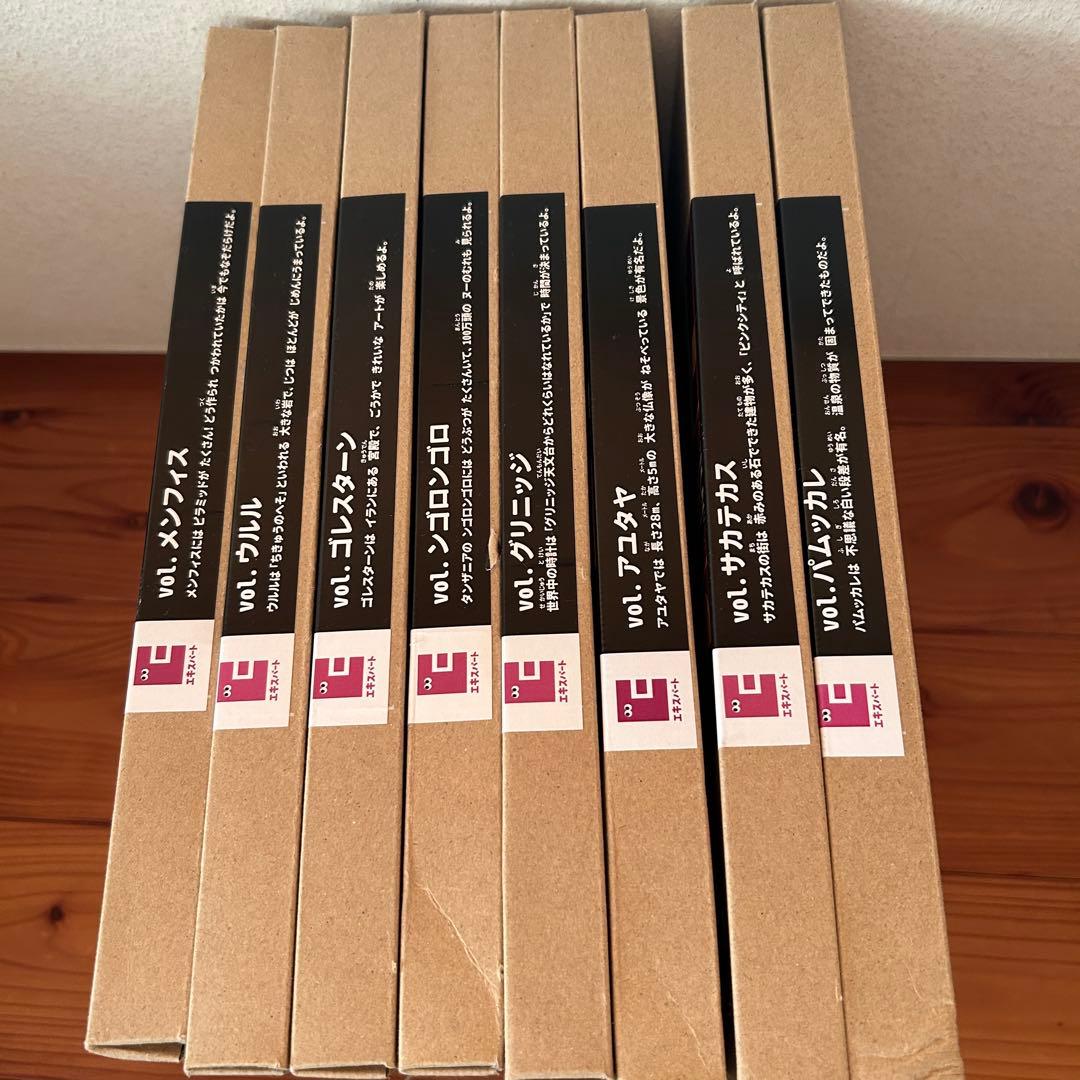 vol. メンフィス
メンフィスには ピラミッドが たくさん! どう作られ つかわれていたかは 今でもなぞだらけだよ。
エキスパート
vol. ウルル
ウルルは「ちきゅうのへそ」といわれる 大きな岩で、じつは ほとんどが じめんにうまっているよ。
エキスパート
vol. ゴレスターン
ゴレスターンは イランにある 宮殿で、ごうかで きれいな アートが 楽しめるよ。
エキスパート
vol. ンゴロンゴロ
タンザニアの ンゴロンゴロには どうぶつが たくさんいて、100万頭の ヌーのむれも 見られるよ。
エキスパート
vol. グリニッジ
世界中の時計は「グリニッジ天文台からどれくらいはなれているか」で 時間が決まっているよ。
エキスパート
vol. アユタヤ
アユタヤでは 長さ28m、高さ5mの 大きな仏像が ねそべっている 景色が有名だよ。
エキスパート
vol. サカテカス
サカテカスの街は 赤みのある石でできた建物が多く、「ピンクシティ」と 呼ばれているよ。
エキスパート
vol. パムッカレ
パムッカレは 不思議な白い段差が有名。 温泉の物質が 固まってできたものだよ。
エキスパート